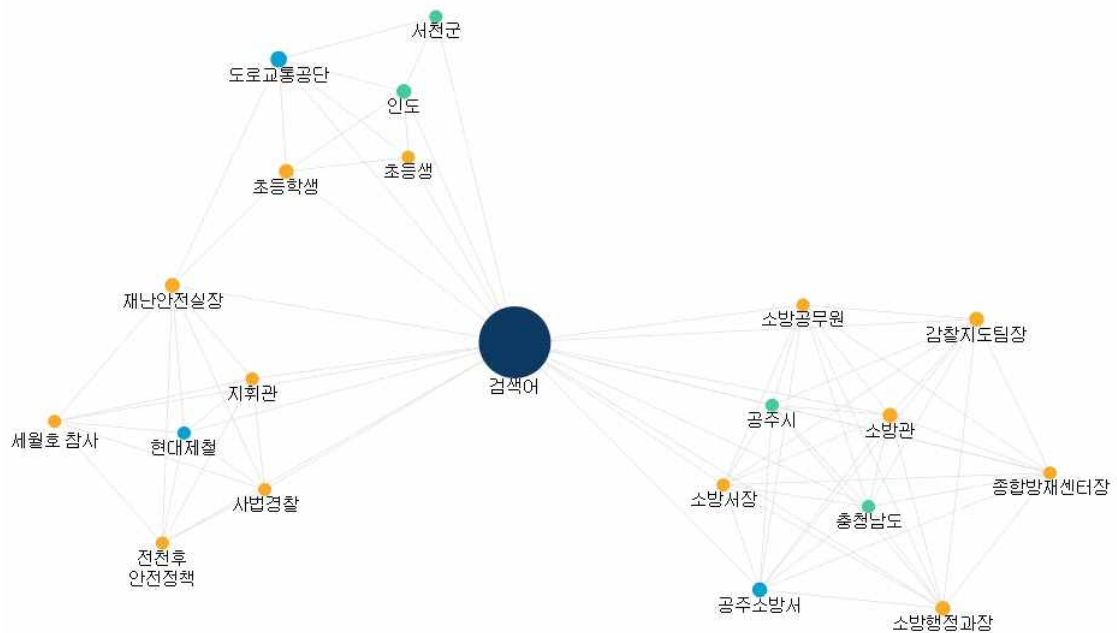 서천군
도로교통공단
인도
초등생
초등학생
재난안전실장
소방공무원
감찰지도팀장
검색어
지휘관
공주시
소방관
세월호 참사
현대제철
종합방재센터장
소방서장
사법경찰
충청남도
전천후
안전정책
공주소방서
소방행정과장